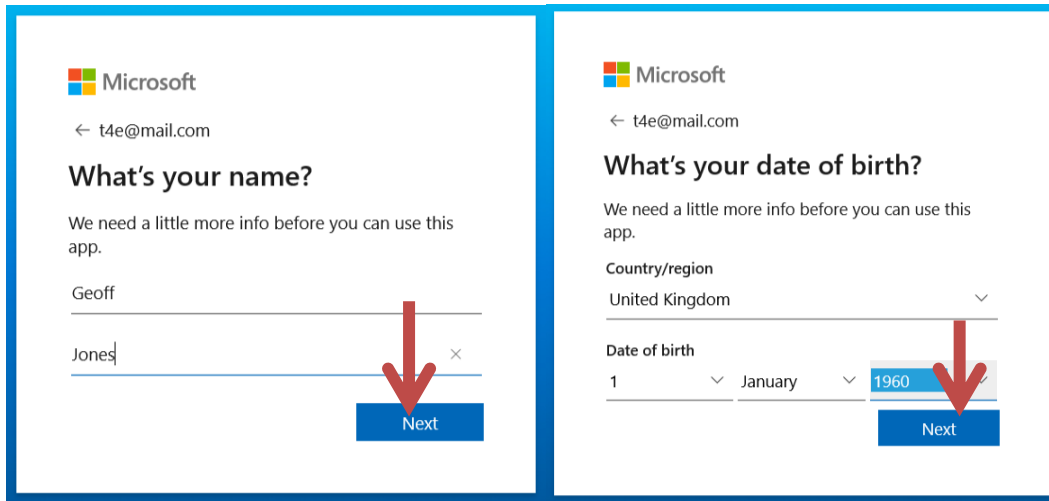 Microsoft
← t4e@mail.com
What's your name?
We need a little more info before you can use this
app.
Geoff
Jones
Next
Microsoft
← t4e@mail.com
What's your date of birth?
We need a little more info before you can use this
app.
Country/region
United Kingdom
Date of birth
1 January 1960
Next